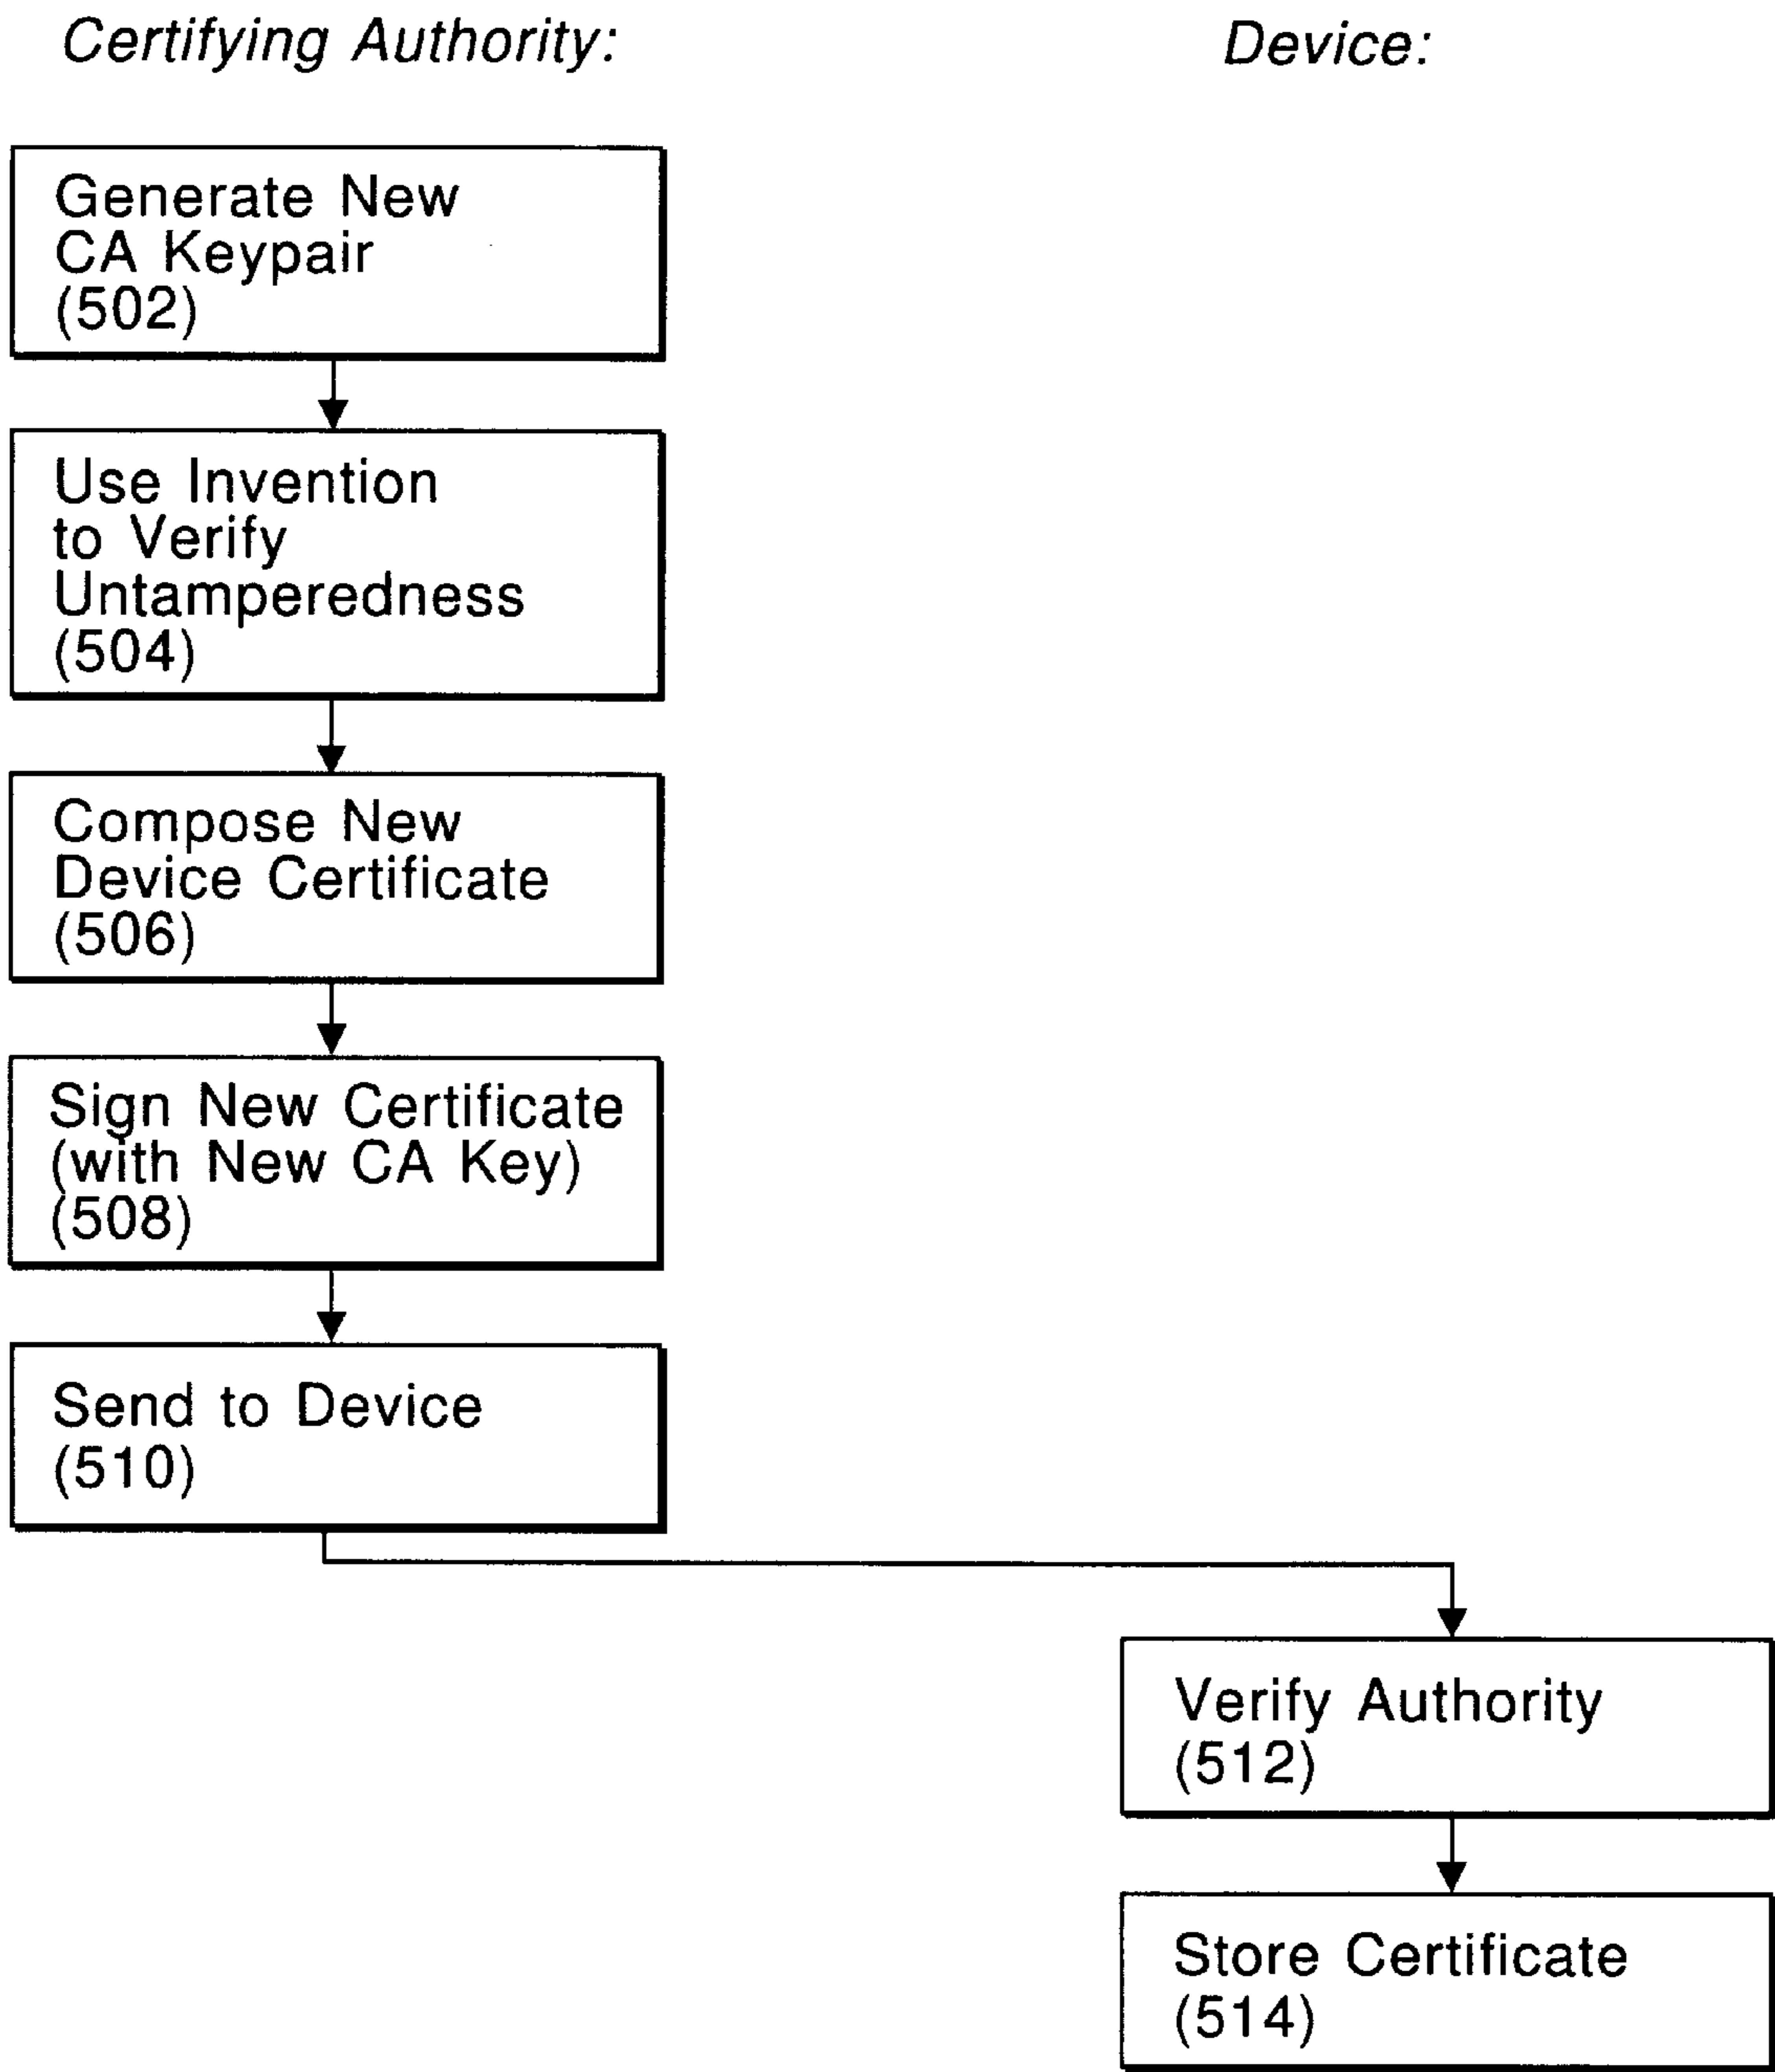 Certifying Authority:
Device:
Generate New
CA Keypair
(502)
Use Invention
to Verify
Untamperedness
(504)
Compose New
Device Certificate
(506)
Sign New Certificate
(with New CA Key)
(508)
Send to Device
(510)
Verify Authority
(512)
Store Certificate
(514)